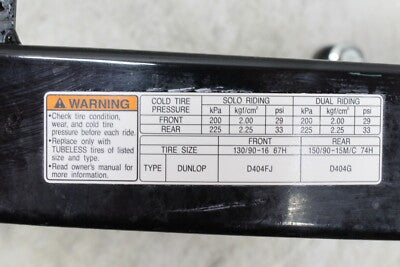 ⚠ WARNING
• Check tire condition,
wear, and cold tire
pressure before each ride.
• Replace only with
TUBELESS tires of listed
size and type.
• Read owner's manual for
more information.
COLD TIRE PRESSURE SOLO RIDING DUAL RIDING
kPa kgf/cm² psi kPa kgf/cm² psi
FRONT 200 2.00 29 200 2.00 29
REAR 225 2.25 33 225 2.25 33
FRONT REAR
TIRE SIZE 130/90-16 67H 150/90-15M/C 74H
TYPE DUNLOP D404FJ D404G